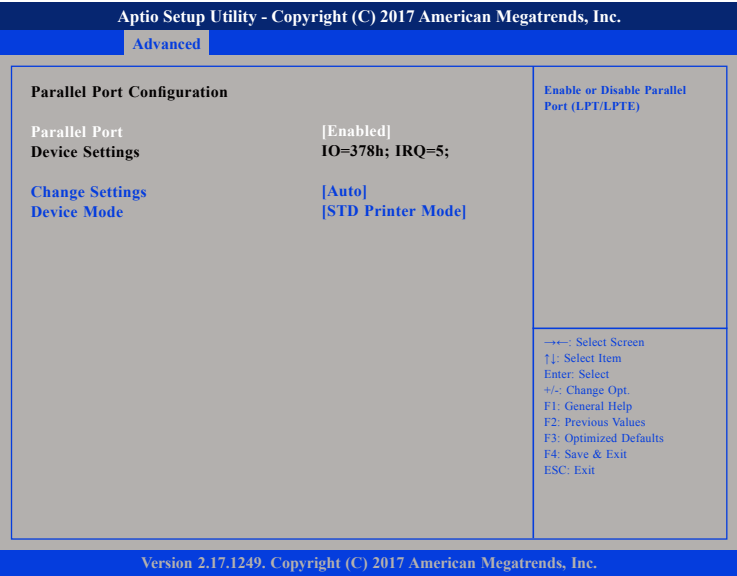 Aptio Setup Utility - Copyright (C) 2017 American Megatrends, Inc.
Advanced
Parallel Port Configuration
Parallel Port [Enabled]
Device Settings IO=378h; IRQ=5;
Change Settings [Auto]
Device Mode [STD Printer Mode]
Enable or Disable Parallel
Port (LPT/LPTE)
→←: Select Screen
↑↓: Select Item
Enter: Select
+/-: Change Opt.
F1: General Help
F2: Previous Values
F3: Optimized Defaults
F4: Save & Exit
ESC: Exit
Version 2.17.1249. Copyright (C) 2017 American Megatrends, Inc.